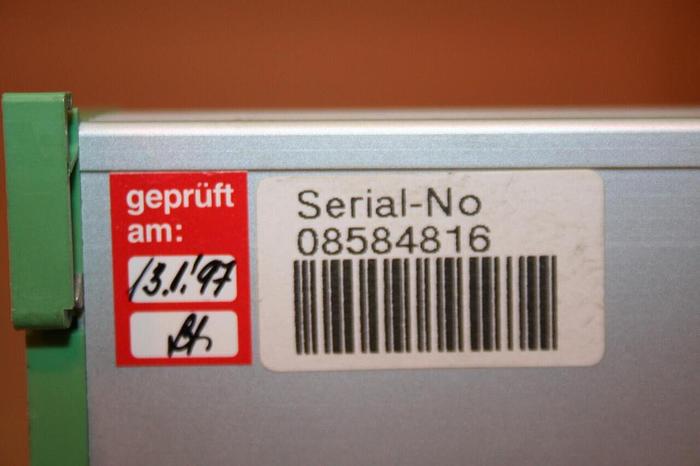 geprüft
am:
13.1.'97
Serial-No
08584816